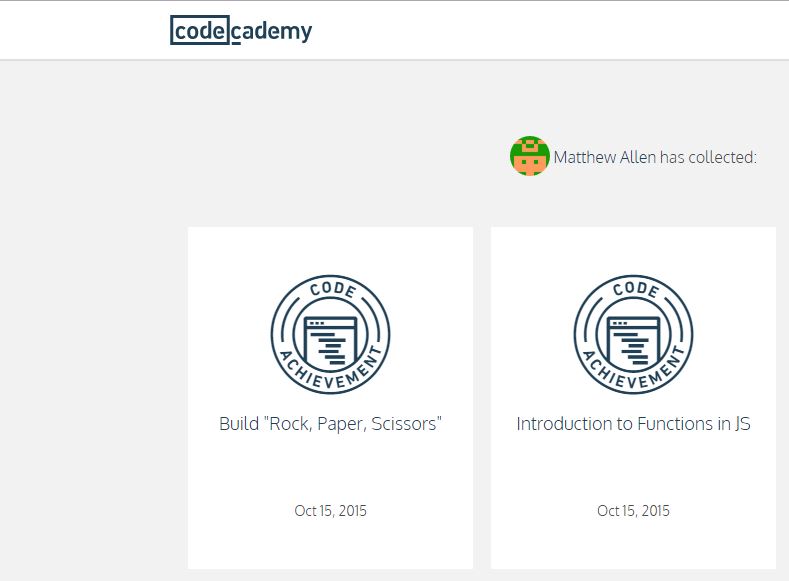 codecademy
Matthew Allen has collected:
CODE
ACHIEVEMENT
Build "Rock, Paper, Scissors"
Oct 15, 2015
CODE
ACHIEVEMENT
Introduction to Functions in JS
Oct 15, 2015